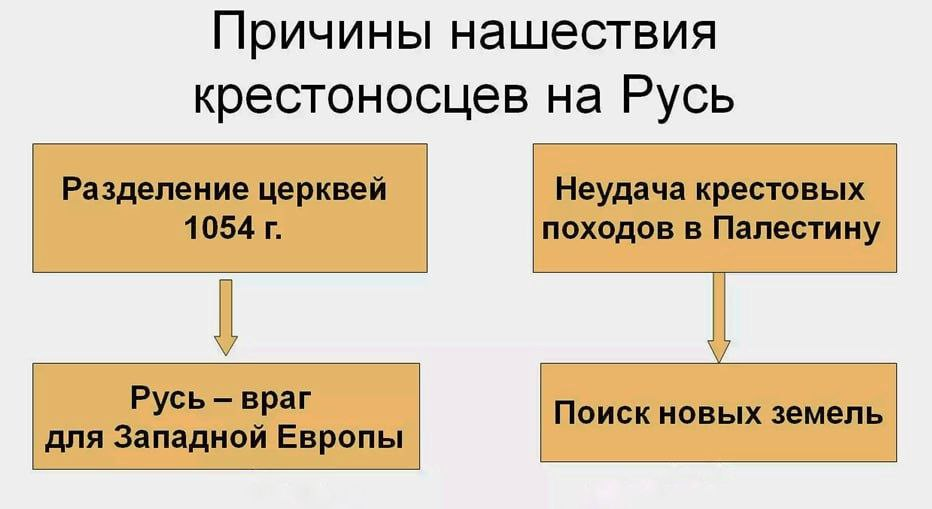 Причины нашествия
крестоносцев на Русь
Разделение церквей
1054 г.
Неудача крестовых
походов в Палестину
Русь – враг
для Западной Европы
Поиск новых земель